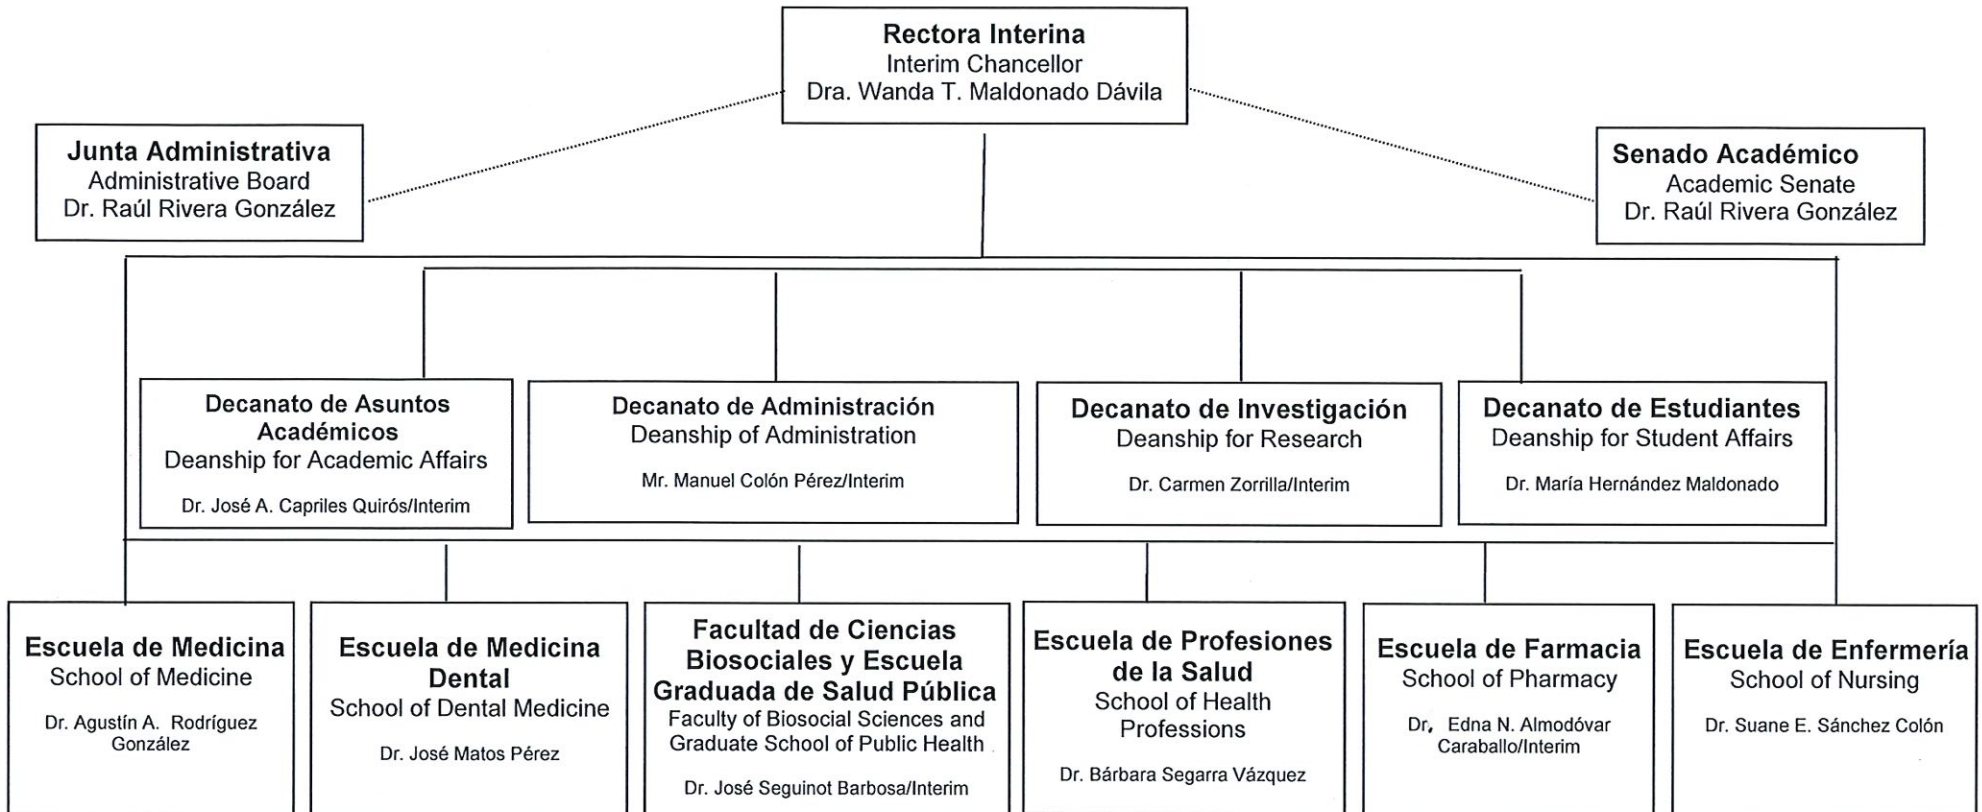 Rectora Interina
Interim Chancellor
Dra. Wanda T. Maldonado Dávila
Junta Administrativa
Administrative Board
Dr. Raúl Rivera González
Senado Académico
Academic Senate
Dr. Raúl Rivera González
Decanato de Asuntos
Académicos
Deanship for Academic Affairs
Dr. José A. Capriles Quirós/Interim
Decanato de Administración
Deanship of Administration
Mr. Manuel Colón Pérez/Interim
Decanato de Investigación
Deanship for Research
Dr. Carmen Zorrilla/Interim
Decanato de Estudiantes
Deanship for Student Affairs
Dr. María Hernández Maldonado
Escuela de Medicina
School of Medicine
Dr. Agustín A. Rodríguez
González
Escuela de Medicina
Dental
School of Dental Medicine
Dr. José Matos Pérez
Facultad de Ciencias
Biosociales y Escuela
Graduada de Salud Pública
Faculty of Biosocial Sciences and
Graduate School of Public Health
Dr. José Seguinot Barbosa/Interim
Escuela de Profesiones
de la Salud
School of Health
Professions
Dr. Bárbara Segarra Vázquez
Escuela de Farmacia
School of Pharmacy
Dr, Edna N. Almodóvar
Caraballo/Interim
Escuela de Enfermería
School of Nursing
Dr. Suane E. Sánchez Colón